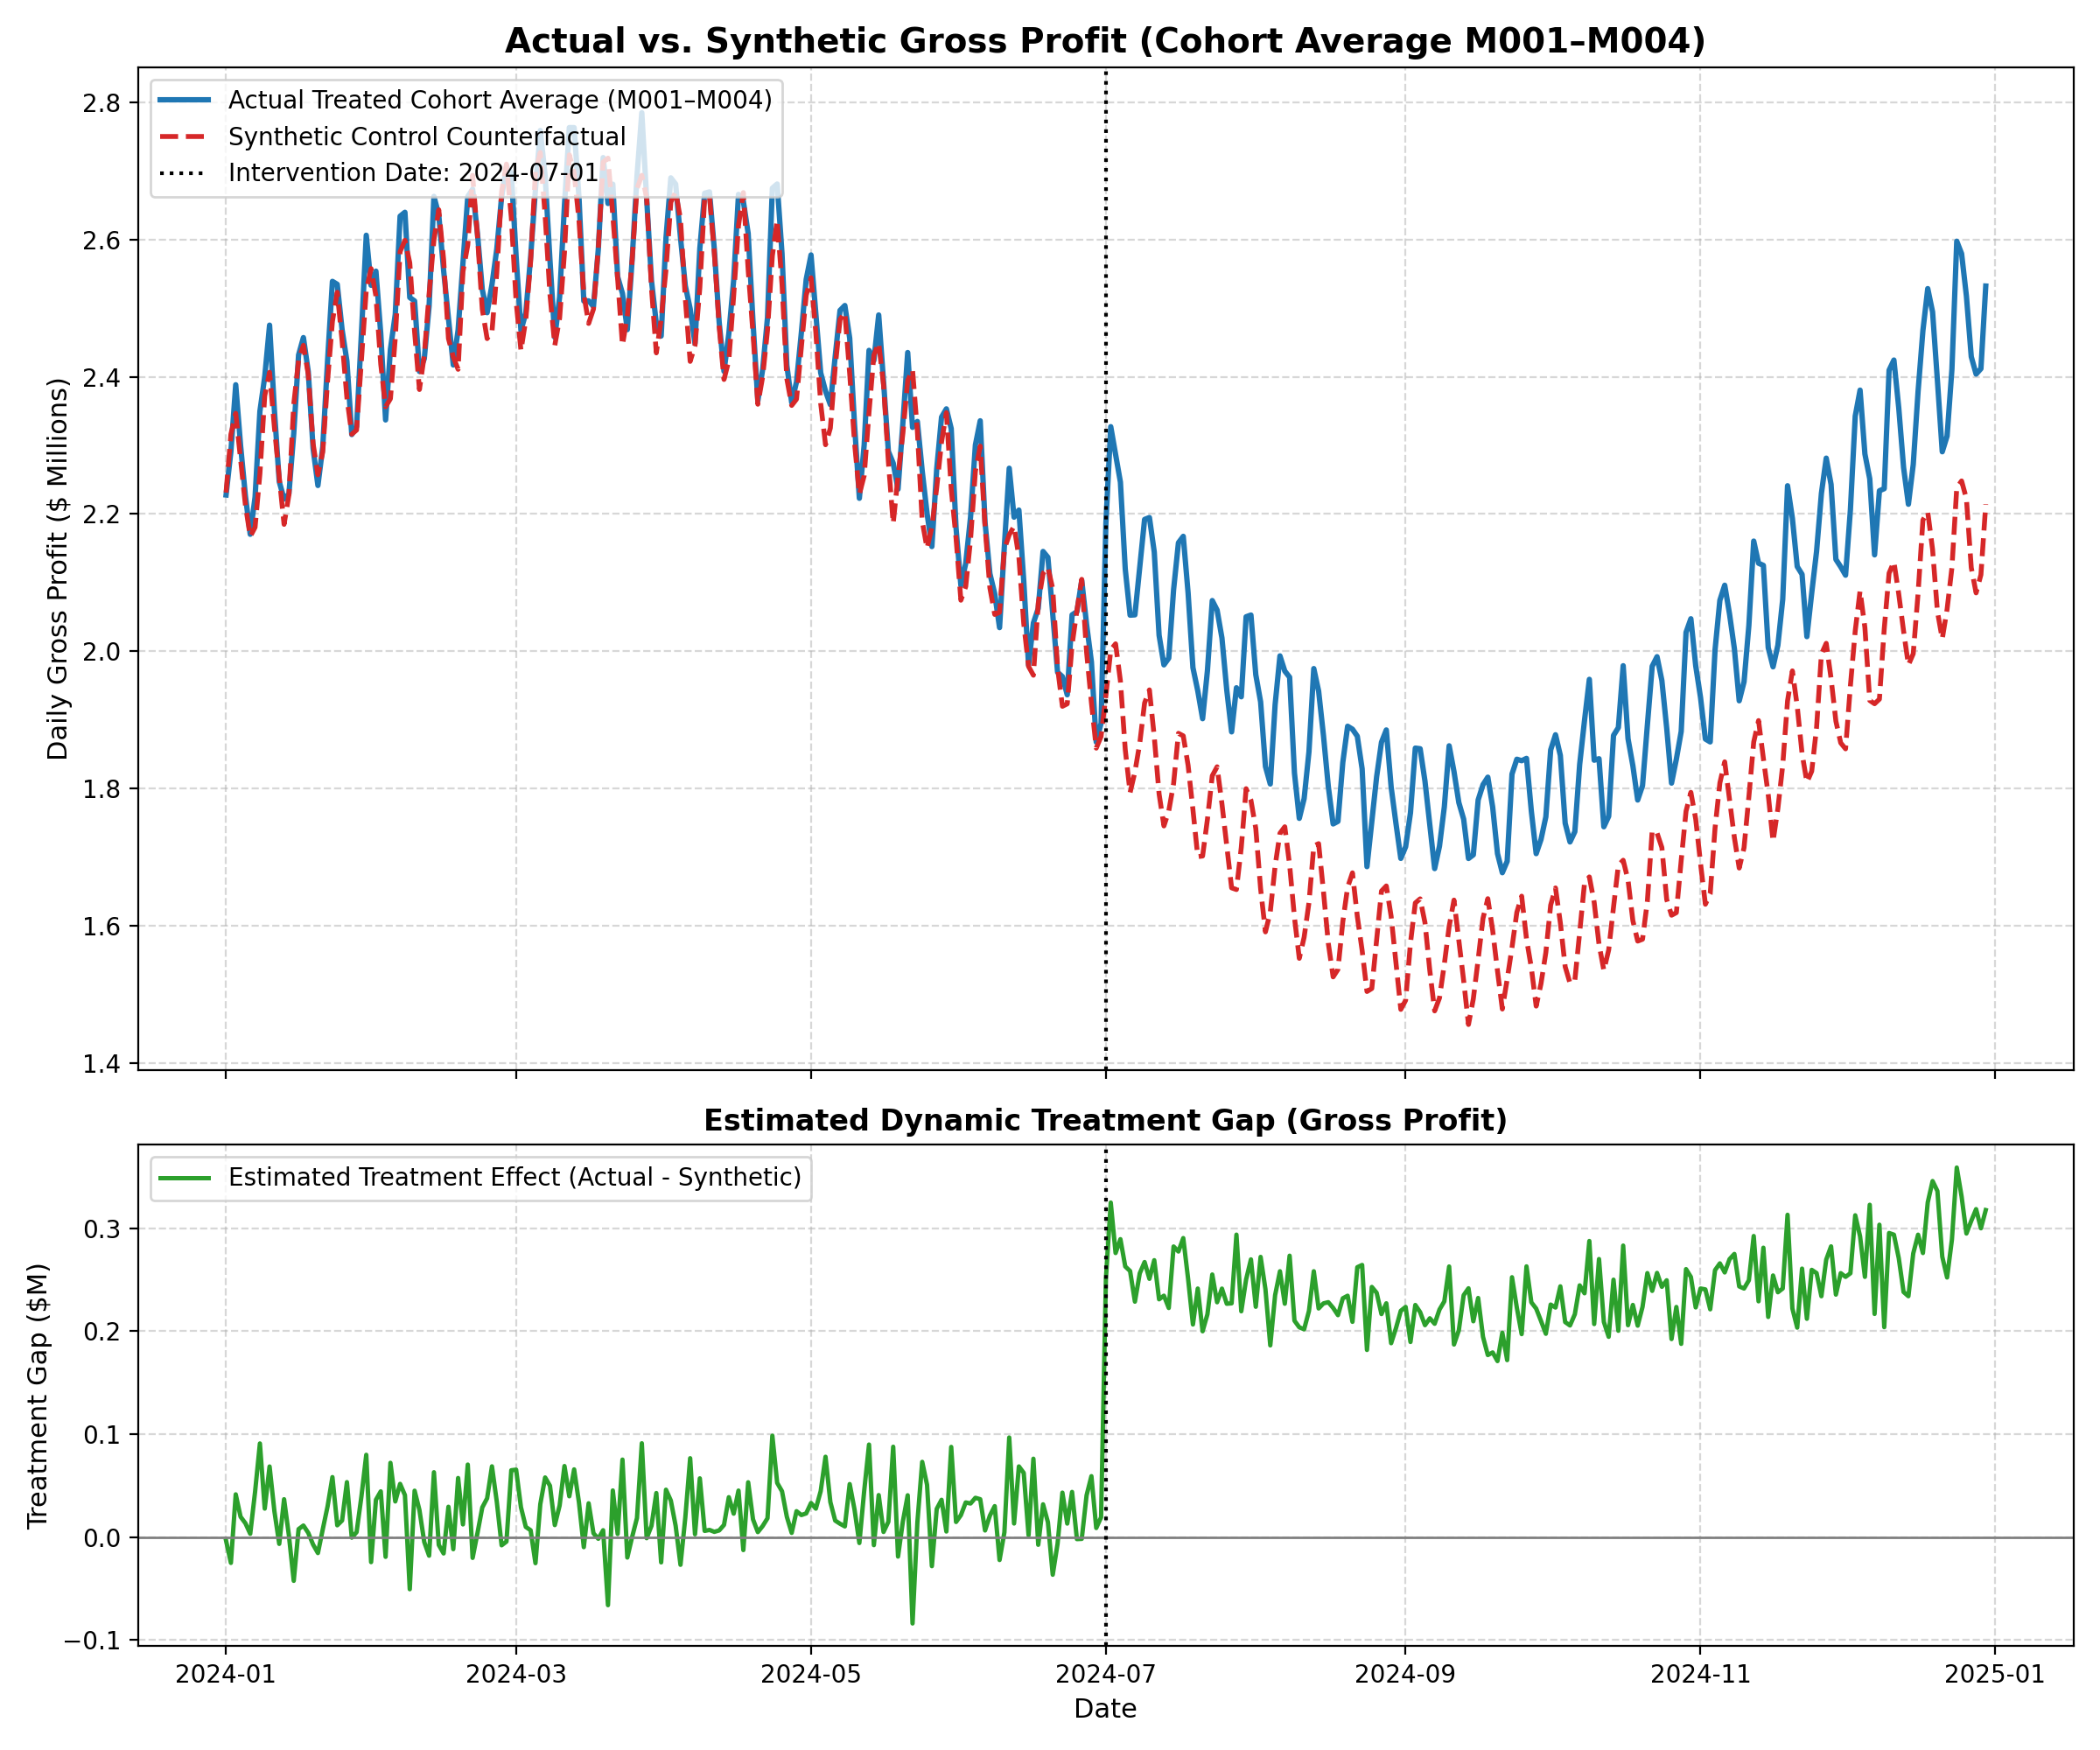 Actual vs. Synthetic Gross Profit (Cohort Average M001–M004)
Actual Treated Cohort Average (M001–M004)
Synthetic Control Counterfactual
Intervention Date: 2024-07-01
Daily Gross Profit ($ Millions)
2.8
2.6
2.4
2.2
2.0
1.8
1.6
1.4
Estimated Dynamic Treatment Gap (Gross Profit)
Estimated Treatment Effect (Actual - Synthetic)
Treatment Gap ($M)
0.3
0.2
0.1
0.0
−0.1
2024-01 2024-03 2024-05 2024-07 2024-09 2024-11 2025-01
Date